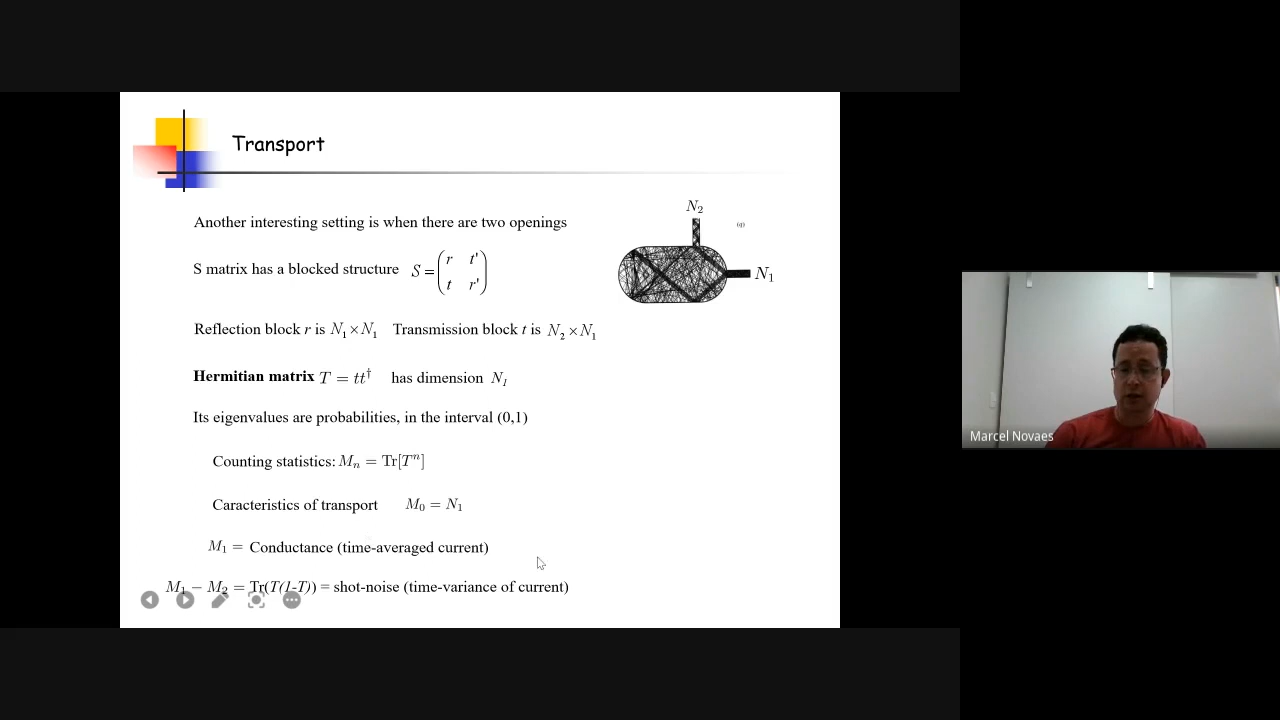 Transport
Another interesting setting is when there are two openings
N₂
S matrix has a blocked structure S = ( r t' t r' )
N₁
Reflection block r is N₁×N₁ Transmission block t is N₂×N₁
Hermitian matrix T = tt† has dimension N₁
Its eigenvalues are probabilities, in the interval (0,1)
Counting statistics: Mₙ = Tr[Tⁿ]
Caracteristics of transport M₀ = N₁
M₁ = Conductance (time-averaged current)
M₁ − M₂ = Tr(T(1-T)) = shot-noise (time-variance of current)
Marcel Novaes